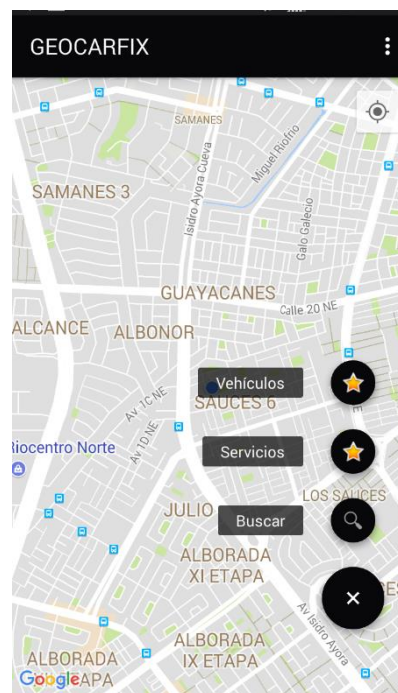 GEOCARFIX
SAMANES
Miguel Riofrio
Isidro Ayora Cueva
SAMANES 3
Galo Galecio
GUAYACANES
Calle 20 NE
ALCANCE
ALBONOR
Vehículos
Av. 1C NE
SAUCES 6
Av 1D NE
Riocentro Norte
Servicios
LOS SAUCES
JULIO
Buscar
ALBORADA
XI ETAPA
Av Isidro Ayora
ALBORADA
IX ETAPA
ALBORADA
Google